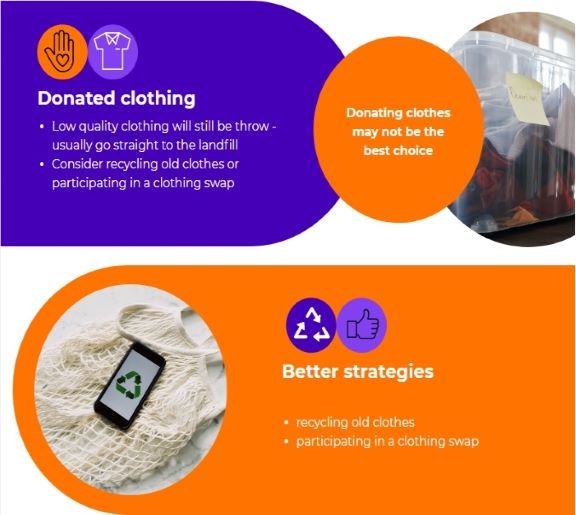 Donated clothing
• Low quality clothing will still be throw -
usually go straight to the landfill
• Consider recycling old clothes or
participating in a clothing swap
Donating clothes
may not be the
best choice
Better strategies
• recycling old clothes
• participating in a clothing swap